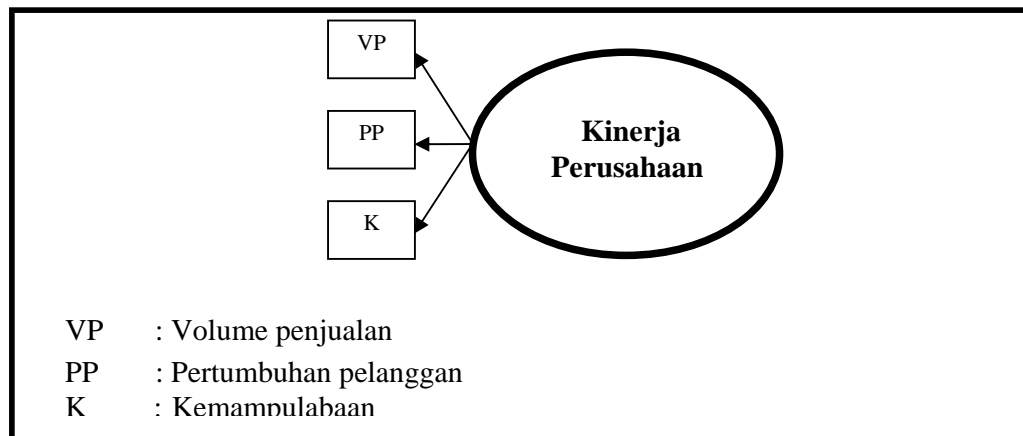 VP
PP
K
Kinerja
Perusahaan
VP : Volume penjualan
PP : Pertumbuhan pelanggan
K : Kemampulabaan